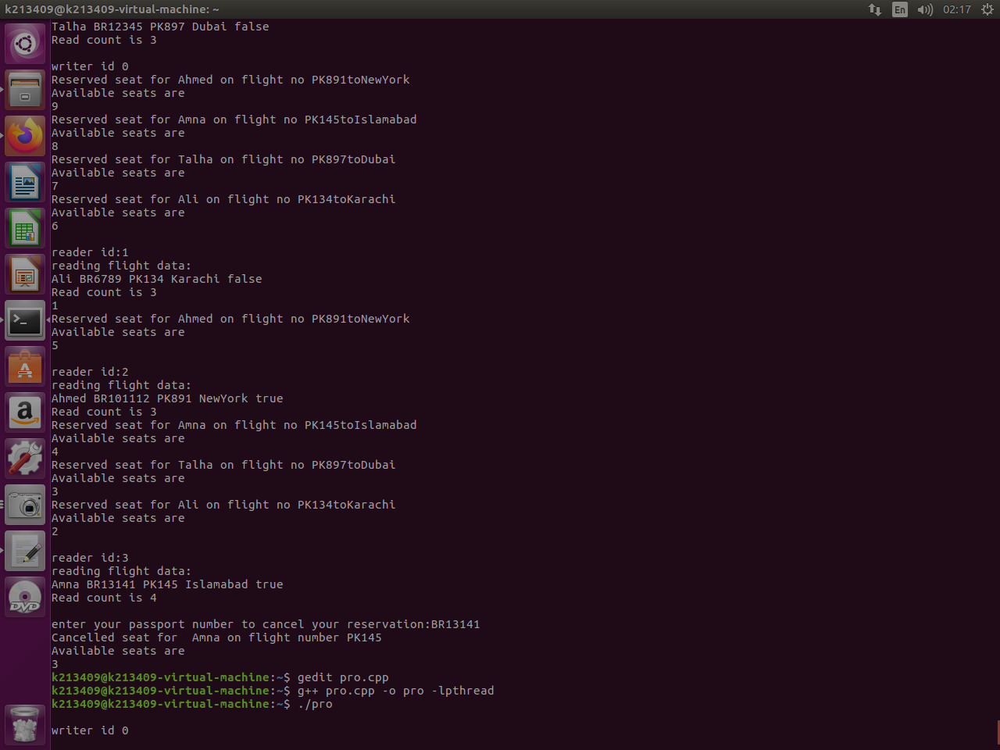 k213409@k213409-virtual-machine: ~
En
02:17
Talha BR12345 PK897 Dubai false
Read count is 3
writer id 0
Reserved seat for Ahmed on flight no PK891toNewYork
Available seats are
9
Reserved seat for Amna on flight no PK145toIslamabad
Available seats are
8
Reserved seat for Talha on flight no PK897toDubai
Available seats are
7
Reserved seat for Ali on flight no PK134toKarachi
Available seats are
6
reader id:1
reading flight data:
Ali BR6789 PK134 Karachi false
Read count is 3
1
Reserved seat for Ahmed on flight no PK891toNewYork
Available seats are
5
reader id:2
reading flight data:
Ahmed BR101112 PK891 NewYork true
Read count is 3
Reserved seat for Amna on flight no PK145toIslamabad
Available seats are
4
Reserved seat for Talha on flight no PK897toDubai
Available seats are
3
Reserved seat for Ali on flight no PK134toKarachi
Available seats are
2
reader id:3
reading flight data:
Amna BR13141 PK145 Islamabad true
Read count is 4
enter your passport number to cancel your reservation:BR13141
Cancelled seat for  Amna on flight number PK145
Available seats are
3
k213409@k213409-virtual-machine:~$ gedit pro.cpp
k213409@k213409-virtual-machine:~$ g++ pro.cpp -o pro -lpthread
k213409@k213409-virtual-machine:~$ ./pro
writer id 0
A
a
DVD